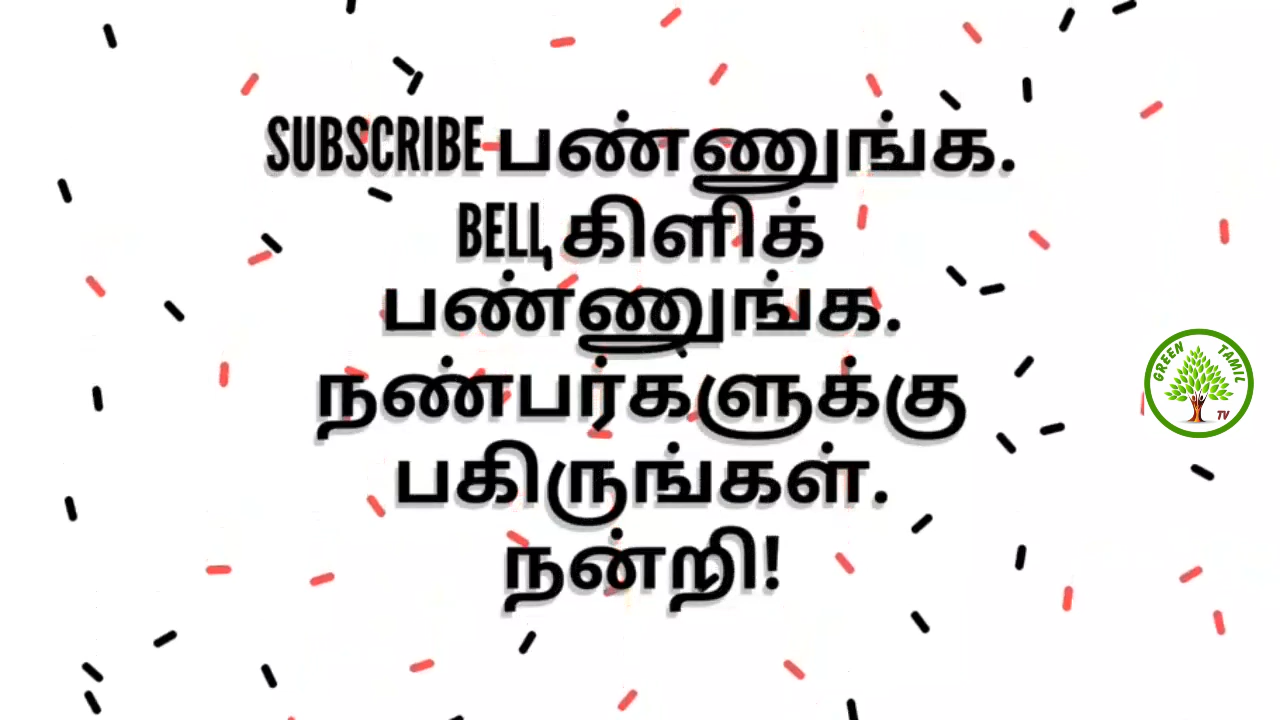 SUBSCRIBE பண்ணுங்க.
BELL, கிளிக்
பண்ணுங்க.
நண்பர்களுக்கு
பகிருங்கள்.
நன்றி!
GREEN TAMIL
TV